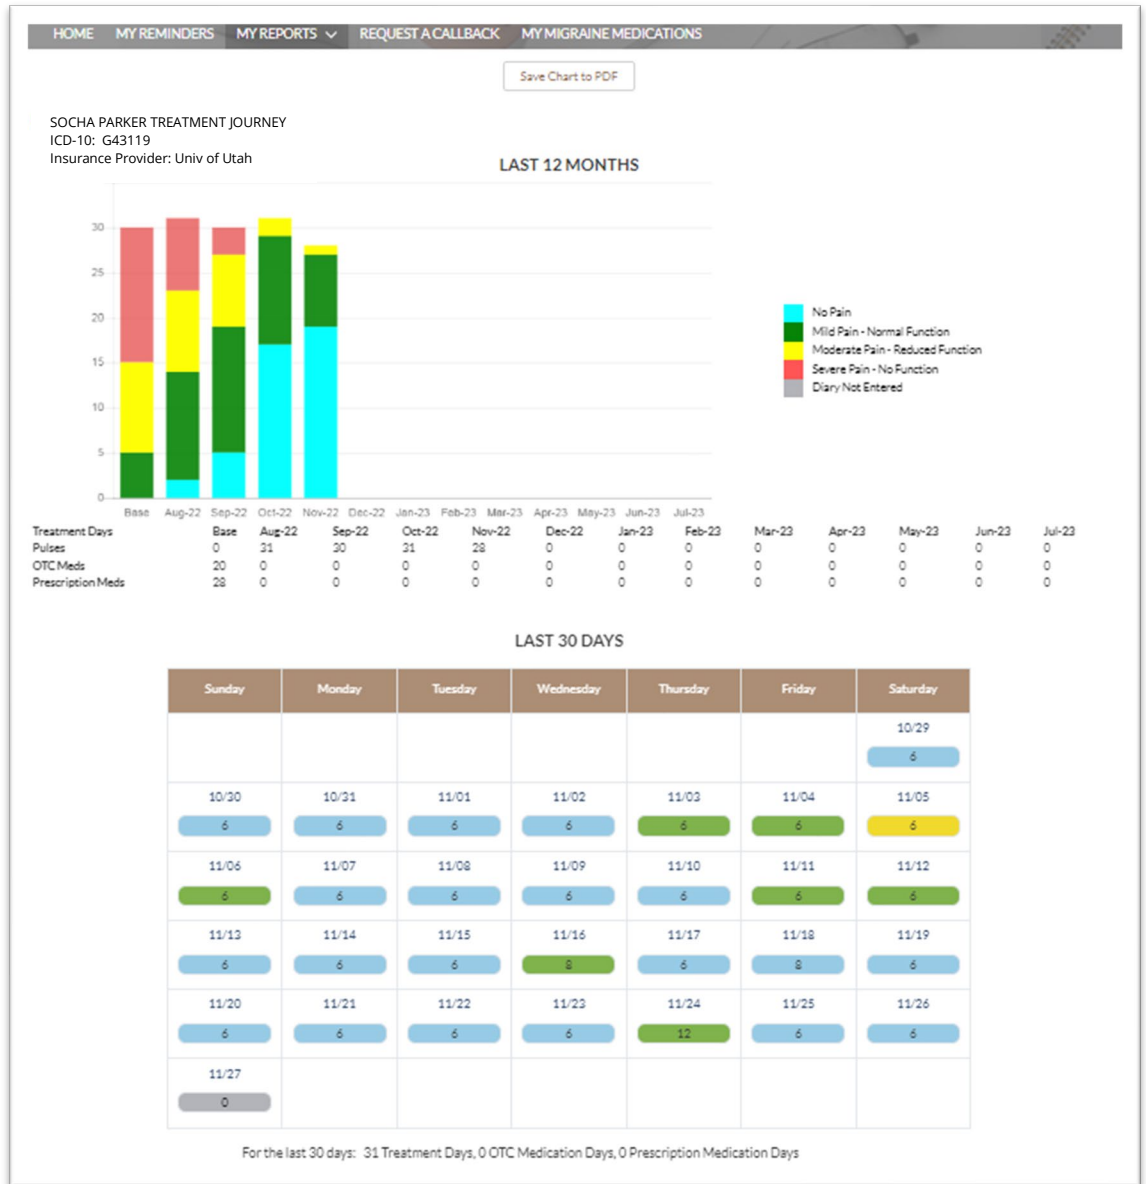 HOME MY REMINDERS MY REPORTS REQUEST A CALLBACK MY MIGRAINE MEDICATIONS
Save Chart to PDF
SOCHA PARKER TREATMENT JOURNEY
ICD-10: G43119
Insurance Provider: Univ of Utah
LAST 12 MONTHS
30
25
20
15
10
5
0
No Pain
Mild Pain - Normal Function
Moderate Pain - Reduced Function
Severe Pain - No Function
Diary Not Entered
Base Aug-22 Sep-22 Oct-22 Nov-22 Dec-22 Jan-23 Feb-23 Mar-23 Apr-23 May-23 Jun-23 Jul-23
Treatment Days Base Aug-22 Sep-22 Oct-22 Nov-22 Dec-22 Jan-23 Feb-23 Mar-23 Apr-23 May-23 Jun-23 Jul-23
Pulses 0 31 30 31 28 0 0 0 0 0 0 0 0
OTC Meds 20 0 0 0 0 0 0 0 0 0 0 0 0
Prescription Meds 28 0 0 0 0 0 0 0 0 0 0 0 0
LAST 30 DAYS
Sunday Monday Tuesday Wednesday Thursday Friday Saturday
10/29
6
10/30 10/31 11/01 11/02 11/03 11/04 11/05
6 6 6 6 6 6 6
11/06 11/07 11/08 11/09 11/10 11/11 11/12
6 6 6 6 6 6 6
11/13 11/14 11/15 11/16 11/17 11/18 11/19
6 6 6 8 6 8 6
11/20 11/21 11/22 11/23 11/24 11/25 11/26
6 6 6 6 12 6 6
11/27
0
For the last 30 days: 31 Treatment Days, 0 OTC Medication Days, 0 Prescription Medication Days